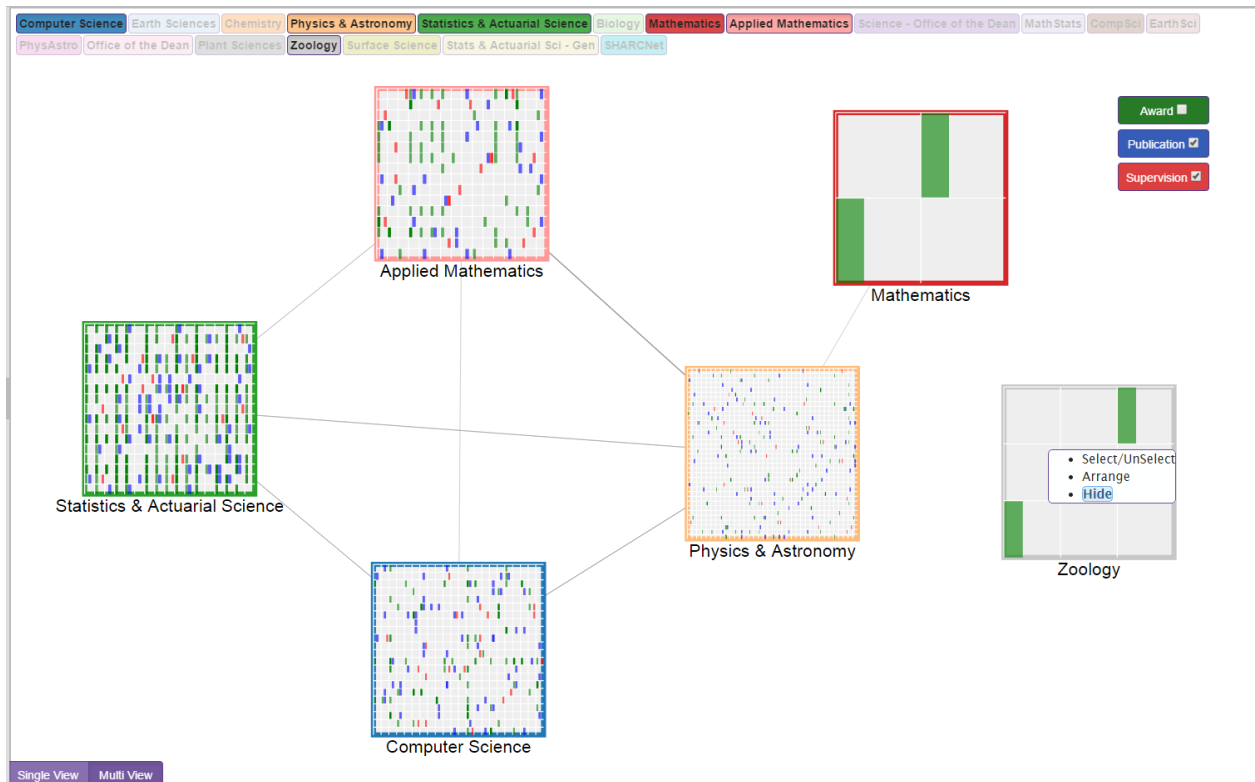 Computer Science Earth Sciences Chemistry Physics & Astronomy Statistics & Actuarial Science Biology Mathematics Applied Mathematics Science - Office of the Dean MathStats CompSci EarthSci
PhysAstro Office of the Dean Plant Sciences Zoology Surface Science Stats & Actuarial Sci - Gen SHARCNet
Award
Publication
Supervision
Applied Mathematics
Mathematics
Select/UnSelect
Arrange
Hide
Statistics & Actuarial Science
Physics & Astronomy
Zoology
Computer Science
Single View Multi View